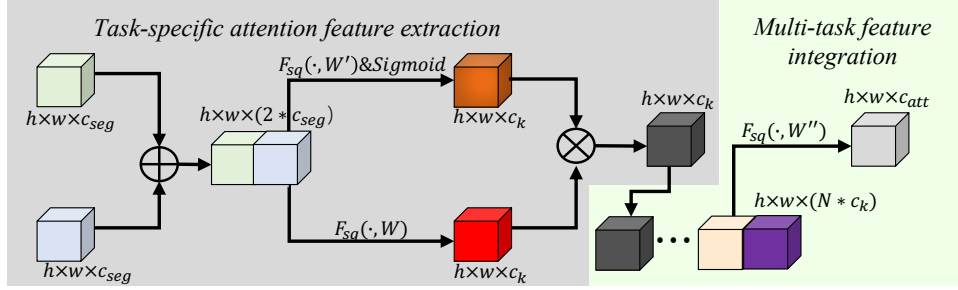 Task-specific attention feature extraction
Multi-task feature
integration
h×w×c_seg
F_sq(·,W')&Sigmoid
h×w×(2*c_seg)
h×w×c_k
h×w×c_k
h×w×c_att
F_sq(·,W'')
h×w×(N*c_k)
F_sq(·,W)
h×w×c_seg
h×w×c_k